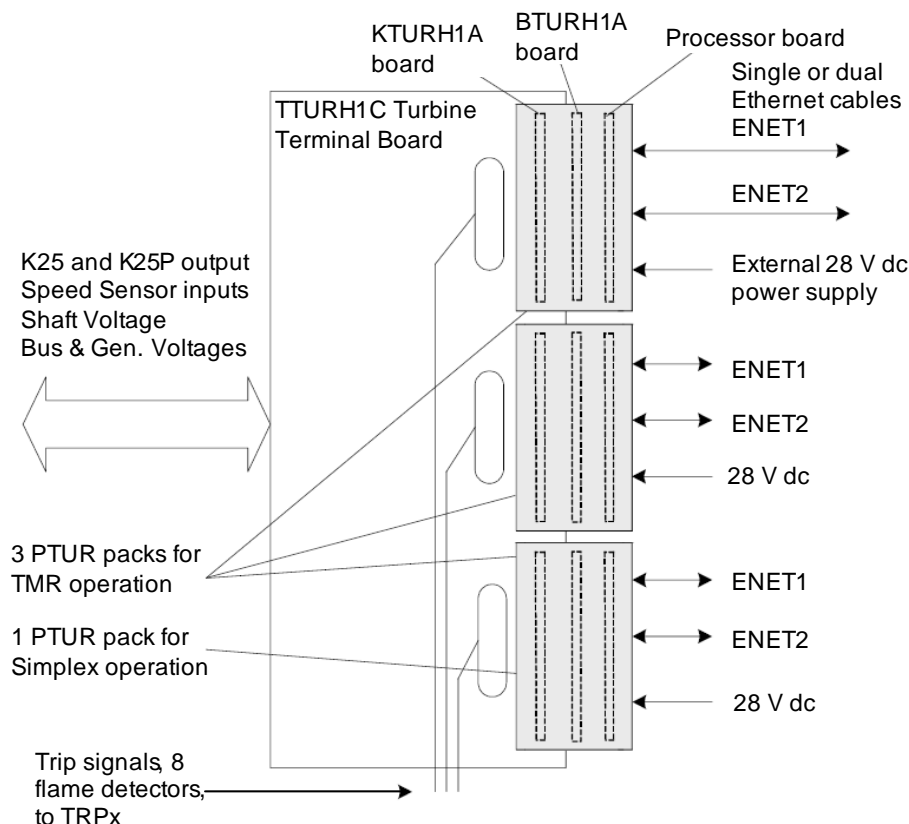 KTURH1A
board
BTURH1A
board
Processor board
Single or dual
Ethernet cables
ENET1
TTURH1C Turbine
Terminal Board
ENET2
K25 and K25P output
Speed Sensor inputs
Shaft Voltage
Bus & Gen. Voltages
External 28 V dc
power supply
ENET1
ENET2
28 V dc
3 PTUR packs for
TMR operation
ENET1
1 PTUR pack for
Simplex operation
ENET2
28 V dc
Trip signals, 8
flame detectors,
to TRPx